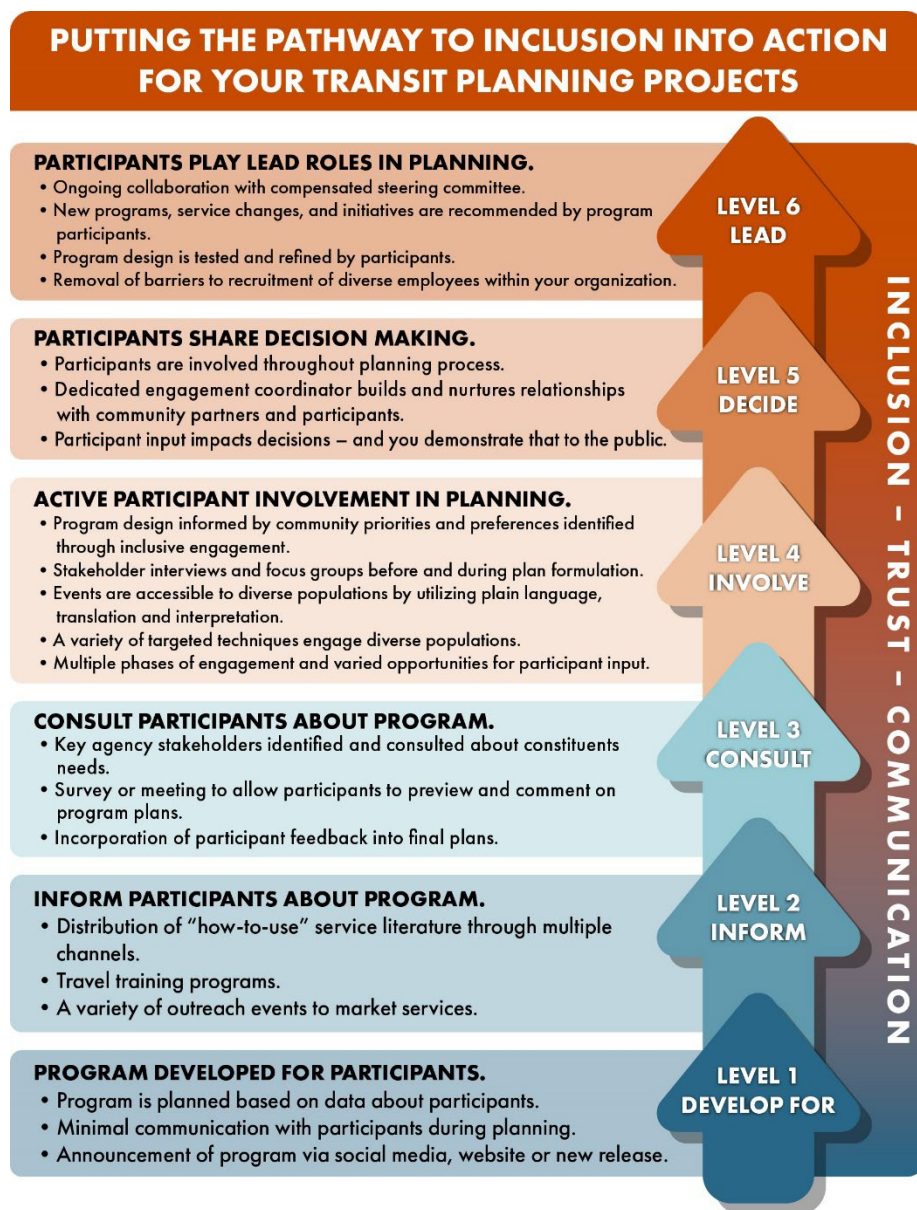 PUTTING THE PATHWAY TO INCLUSION INTO ACTION
FOR YOUR TRANSIT PLANNING PROJECTS
PARTICIPANTS PLAY LEAD ROLES IN PLANNING.
• Ongoing collaboration with compensated steering committee.
• New programs, service changes, and initiatives are recommended by program
participants.
• Program design is tested and refined by participants.
• Removal of barriers to recruitment of diverse employees within your organization.
LEVEL 6
LEAD
PARTICIPANTS SHARE DECISION MAKING.
• Participants are involved throughout planning process.
• Dedicated engagement coordinator builds and nurtures relationships
with community partners and participants.
• Participant input impacts decisions – and you demonstrate that to the public.
LEVEL 5
DECIDE
ACTIVE PARTICIPANT INVOLVEMENT IN PLANNING.
• Program design informed by community priorities and preferences identified
through inclusive engagement.
• Stakeholder interviews and focus groups before and during plan formulation.
• Events are accessible to diverse populations by utilizing plain language,
translation and interpretation.
• A variety of targeted techniques engage diverse populations.
• Multiple phases of engagement and varied opportunities for participant input.
LEVEL 4
INVOLVE
CONSULT PARTICIPANTS ABOUT PROGRAM.
• Key agency stakeholders identified and consulted about constituents
needs.
• Survey or meeting to allow participants to preview and comment on
program plans.
• Incorporation of participant feedback into final plans.
LEVEL 3
CONSULT
INFORM PARTICIPANTS ABOUT PROGRAM.
• Distribution of “how-to-use” service literature through multiple
channels.
• Travel training programs.
• A variety of outreach events to market services.
LEVEL 2
INFORM
PROGRAM DEVELOPED FOR PARTICIPANTS.
• Program is planned based on data about participants.
• Minimal communication with participants during planning.
• Announcement of program via social media, website or new release.
LEVEL 1
DEVELOP FOR
INCLUSION – TRUST – COMMUNICATION